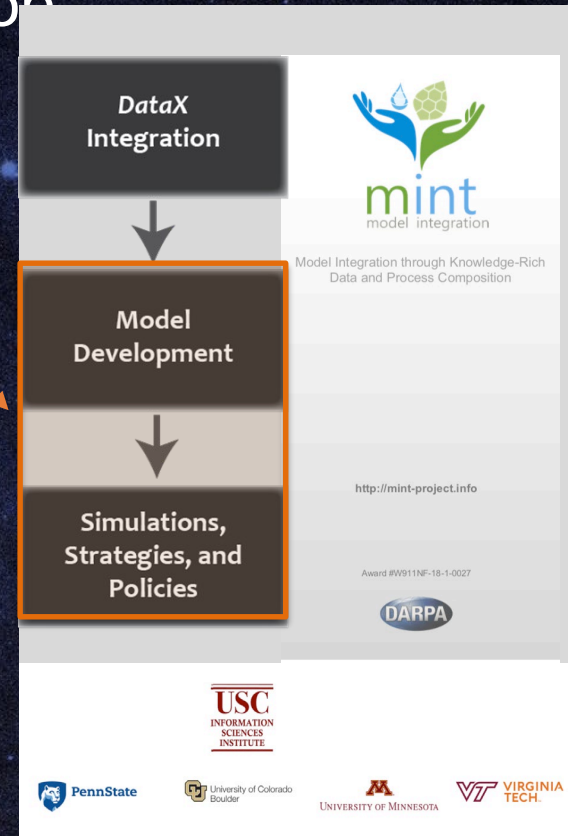 DataX
Integration
mint
model integration
Model Integration through Knowledge-Rich
Data and Process Composition
Model
Development
http://mint-project.info
Simulations,
Strategies, and
Policies
Award #W911NF-18-1-0027
DARPA
USC
INFORMATION
SCIENCES
INSTITUTE
PennState
University of Colorado
Boulder
UNIVERSITY OF MINNESOTA
VIRGINIA
TECH.